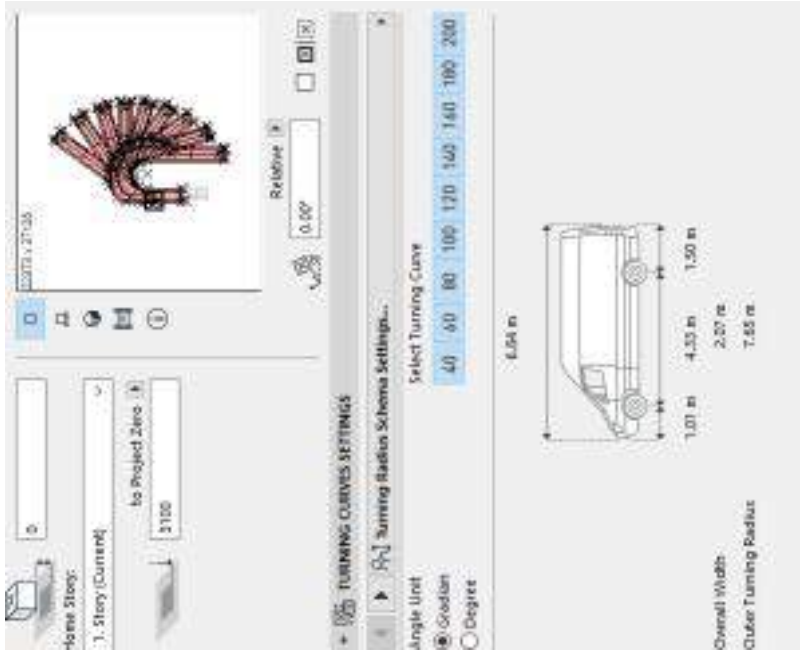 0
Home Story:
1. Story (Current)
to Project Zero
3100
Relative
0.00°
TURNING CURVES SETTINGS
Turning Radius Schema Settings...
Angle Unit
Select Turning Curve
Gradian
40 60 80 100 120 140 160 180 200
Degree
6.84 m
1.01 m 4.33 m 1.50 m
Overall Width 2.07 m
Outer Turning Radius 7.65 m